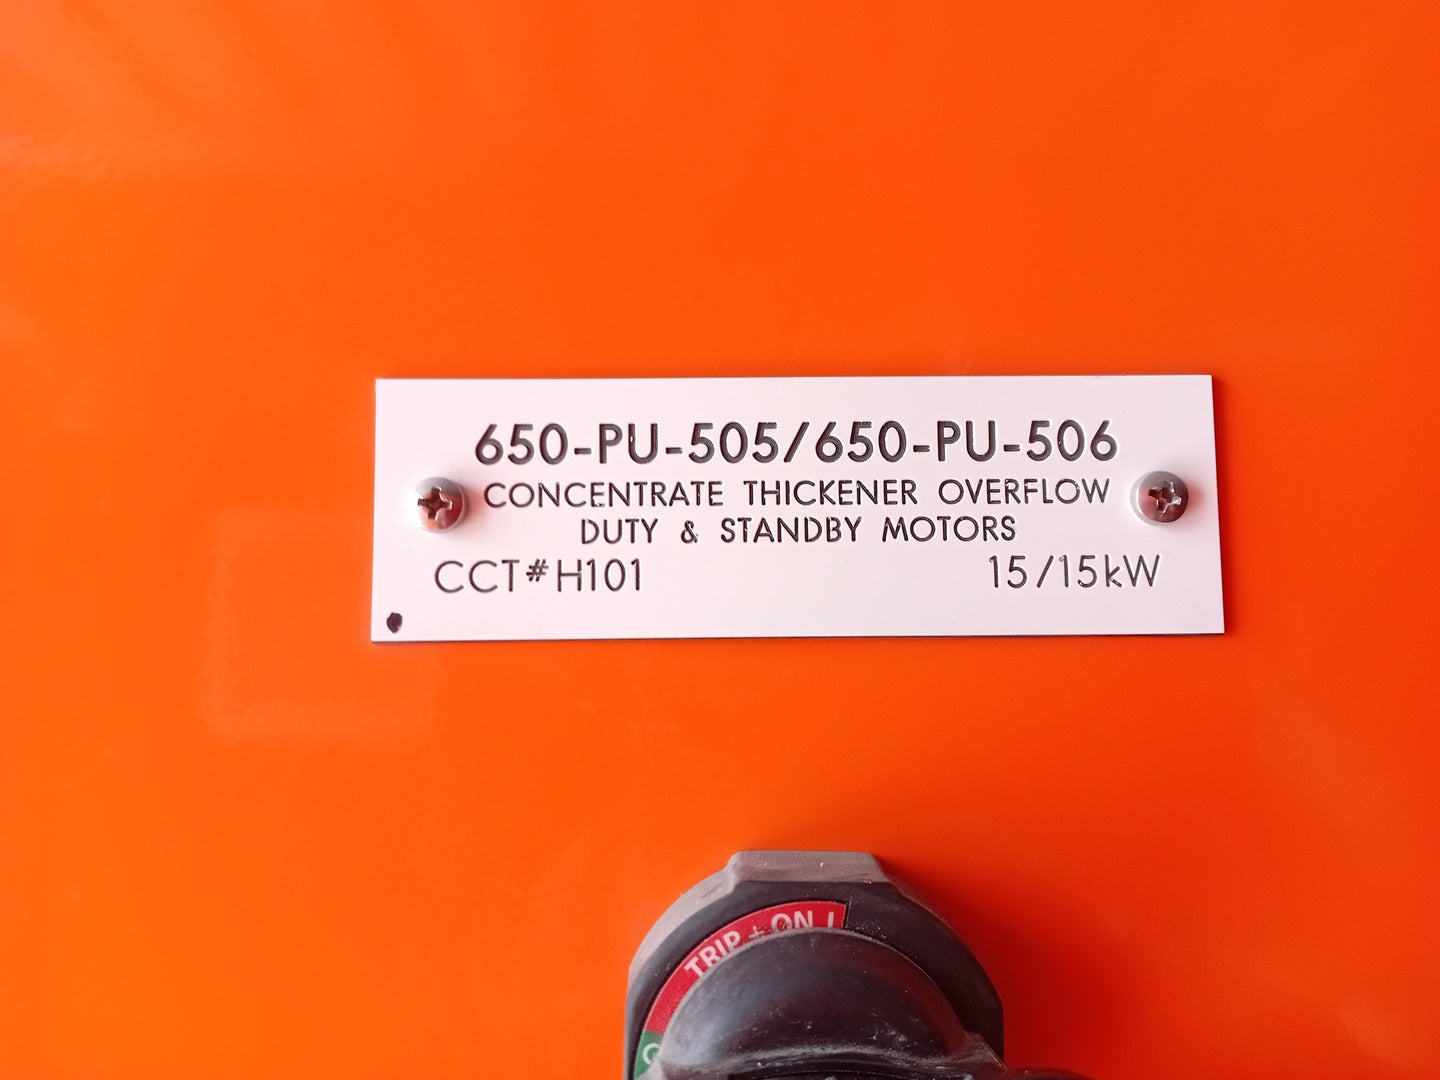 650-PU-505/650-PU-506
CONCENTRATE THICKENER OVERFLOW
DUTY & STANDBY MOTORS
CCT#H101 15/15kW
TRIP + ON I